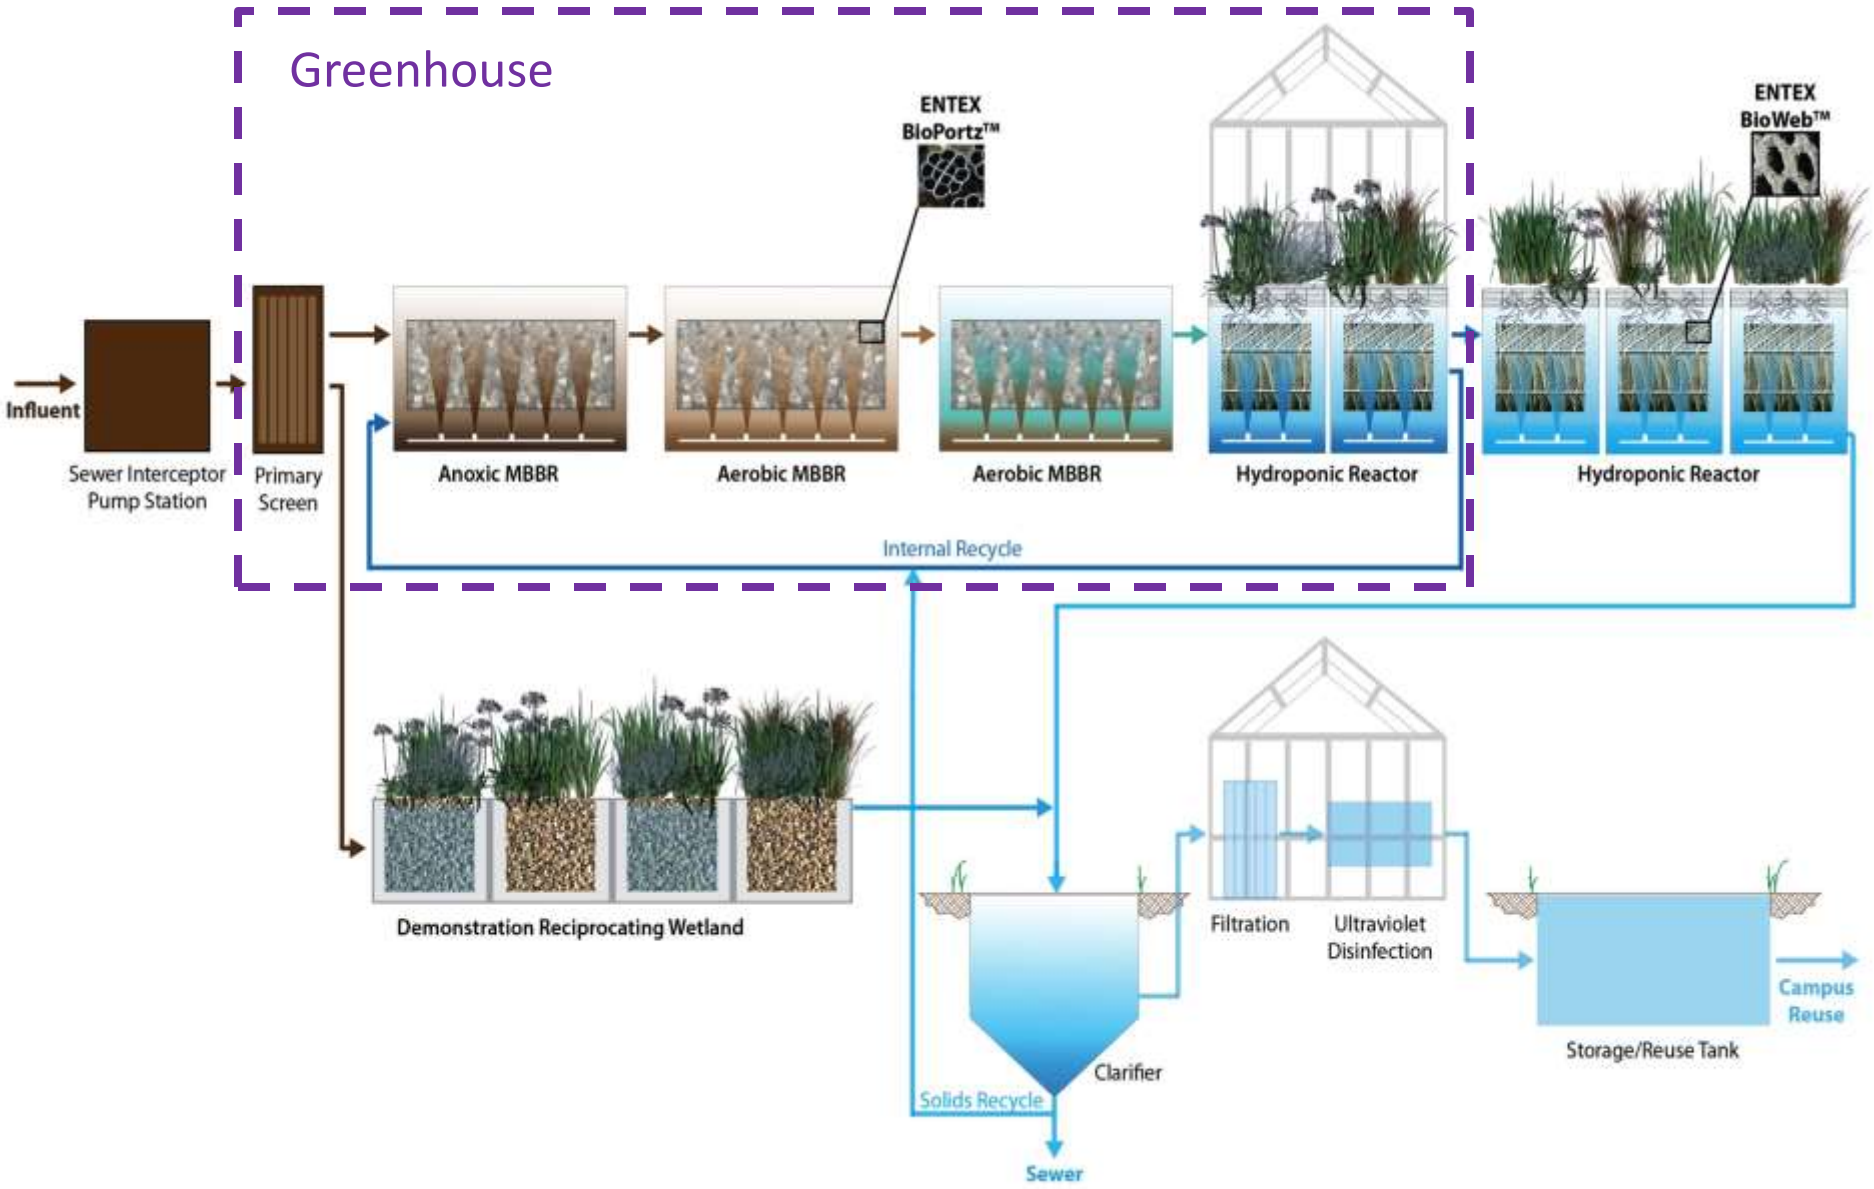 Greenhouse
ENTEX
BioPortz™
ENTEX
BioWeb™
Influent
Sewer Interceptor
Pump Station
Primary
Screen
Anoxic MBBR
Aerobic MBBR
Aerobic MBBR
Hydroponic Reactor
Hydroponic Reactor
Internal Recycle
Demonstration Reciprocating Wetland
Filtration
Ultraviolet
Disinfection
Campus
Reuse
Storage/Reuse Tank
Clarifier
Solids Recycle
Sewer